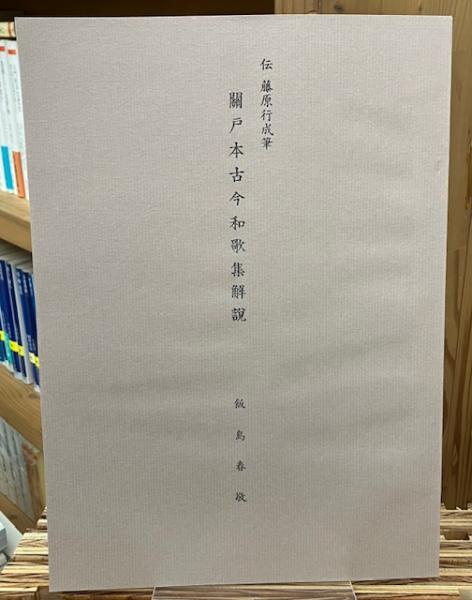 伝 藤原行成筆
關戸本古今和歌集解說
飯島春敬